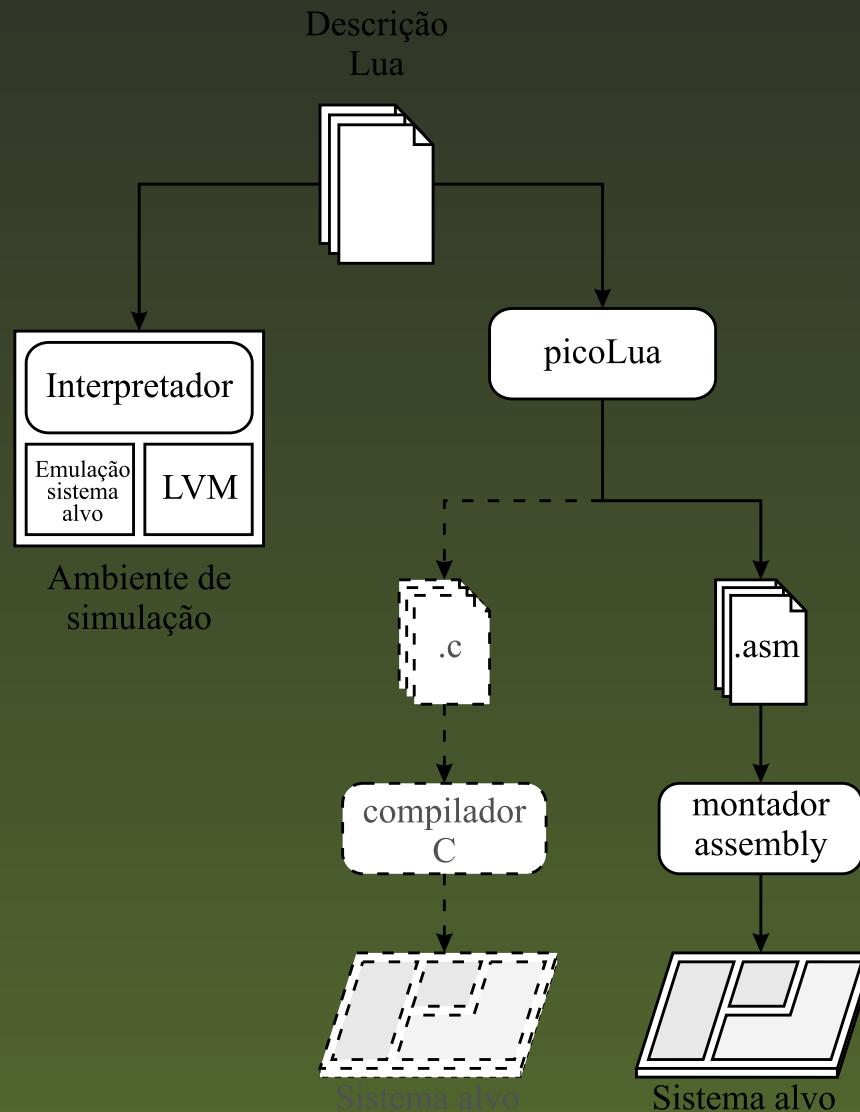 Descrição
Lua
picoLua
Interpretador
Emulação
sistema
alvo
LVM
Ambiente de
simulação
.c
.asm
compilador
C
montador
assembly
Sistema alvo
Sistema alvo